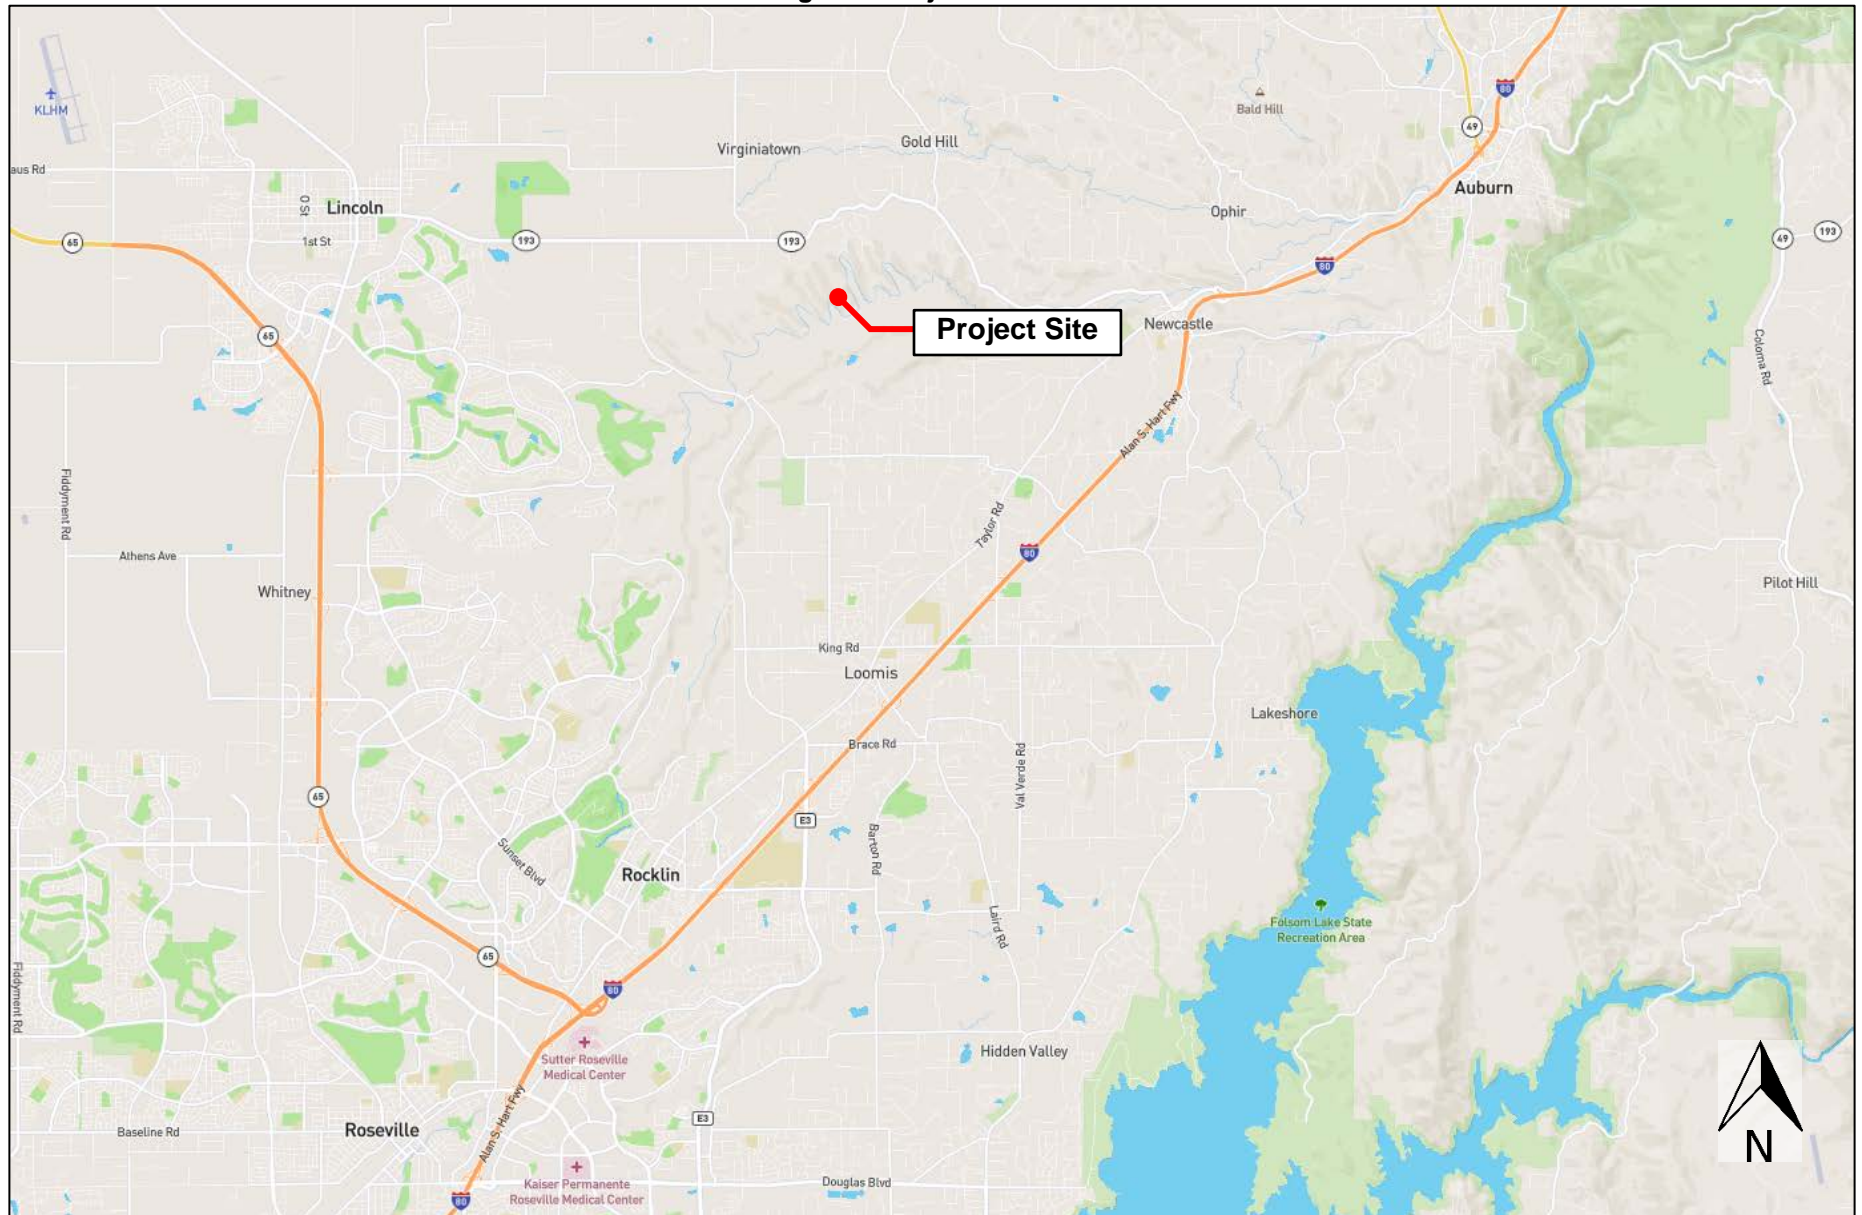 80
KLHM
Bald Hill
49
Gold Hill
Virginiatown
aus Rd
Auburn
O St
Lincoln
Ophir
193
49
65
1st St
193
193
80
Project Site
Newcastle
65
Coloma Rd
Alan S. Hart Fwy
Fiddyment Rd
Taylor Rd
Athens Ave
80
Pilot Hill
Whitney
King Rd
Loomis
Lakeshore
Brace Rd
Val Verde Rd
65
E3
Sunset Blvd
Barton Rd
Rocklin
Laird Rd
Folsom Lake State
Recreation Area
65
Fiddyment Rd
80
Sutter Roseville
Medical Center
Hidden Valley
Alan S. Hart Fwy
E3
Roseville
Baseline Rd
N
Kaiser Permanente
Roseville Medical Center
Douglas Blvd
80